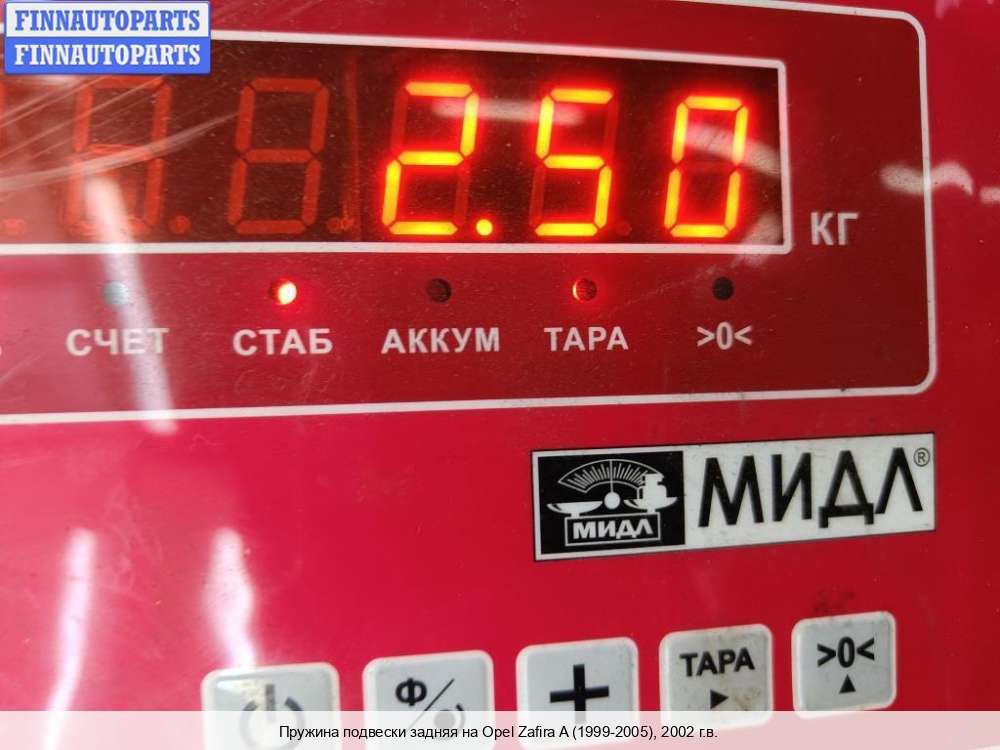 FINNAUTOPARTS
FINNAUTOPARTS
2.50
КГ
СЧЕТ СТАБ АККУМ ТАРА >0<
МИДЛ МИДЛ®
Ф/ + ТАРА >0<
Пружина подвески задняя на Opel Zafira A (1999-2005), 2002 г.в.